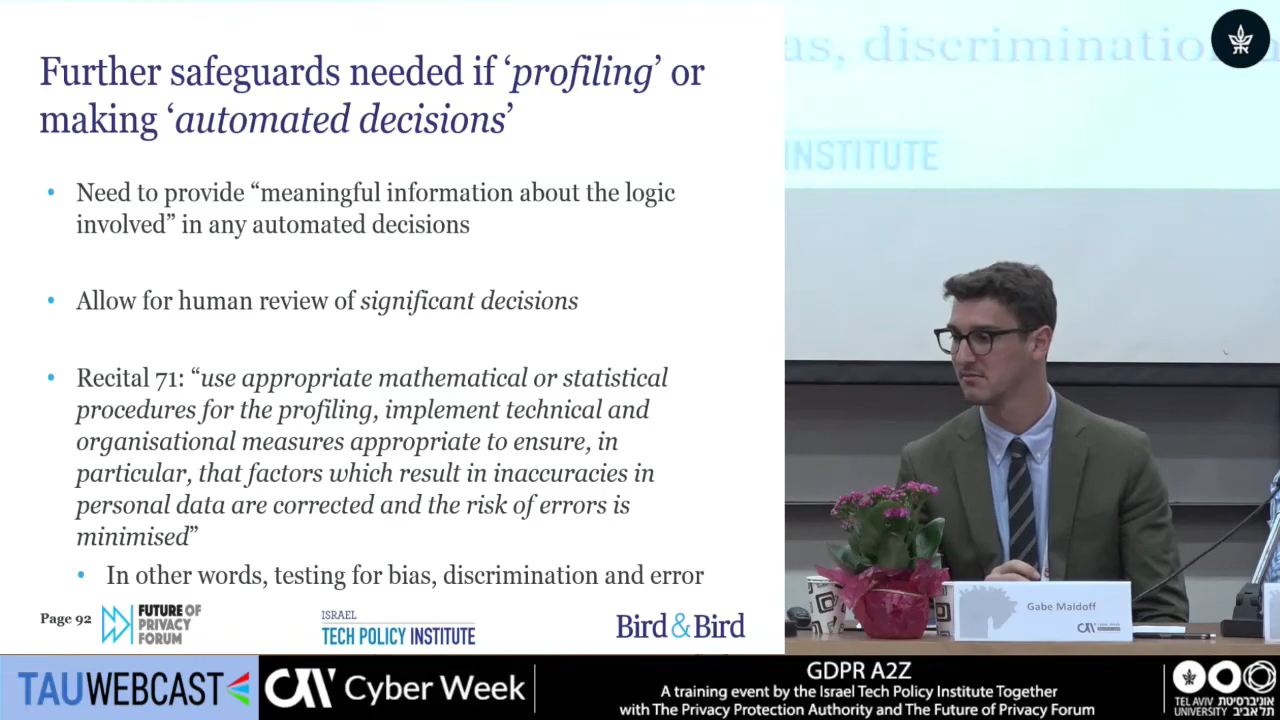 Further safeguards needed if ‘profiling’ or
making ‘automated decisions’
• Need to provide “meaningful information about the logic
involved” in any automated decisions
• Allow for human review of significant decisions
• Recital 71: “use appropriate mathematical or statistical
procedures for the profiling, implement technical and
organisational measures appropriate to ensure, in
particular, that factors which result in inaccuracies in
personal data are corrected and the risk of errors is
minimised”
• In other words, testing for bias, discrimination and error
Page 92
FUTURE OF
PRIVACY
FORUM
ISRAEL
TECH POLICY INSTITUTE
Bird&Bird
as, discrimination
INSTITUTE
Gabe Maldoff
TAUWEBCAST
Cyber Week
GDPR A2Z
A training event by the Israel Tech Policy Institute Together
with The Privacy Protection Authority and The Future of Privacy Forum
TEL AVIV אוניברסיטת
UNIVERSITY תל אביב